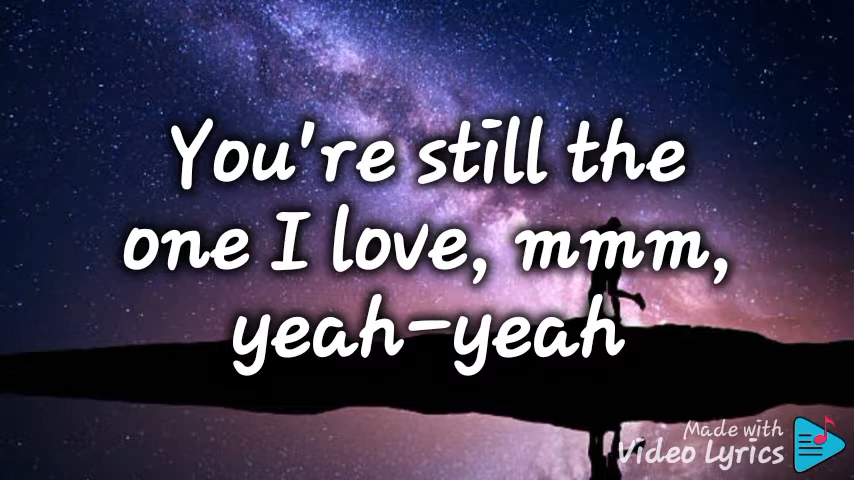 You're still the
one I love, mmm,
yeah-yeah
Made with
Video Lyrics